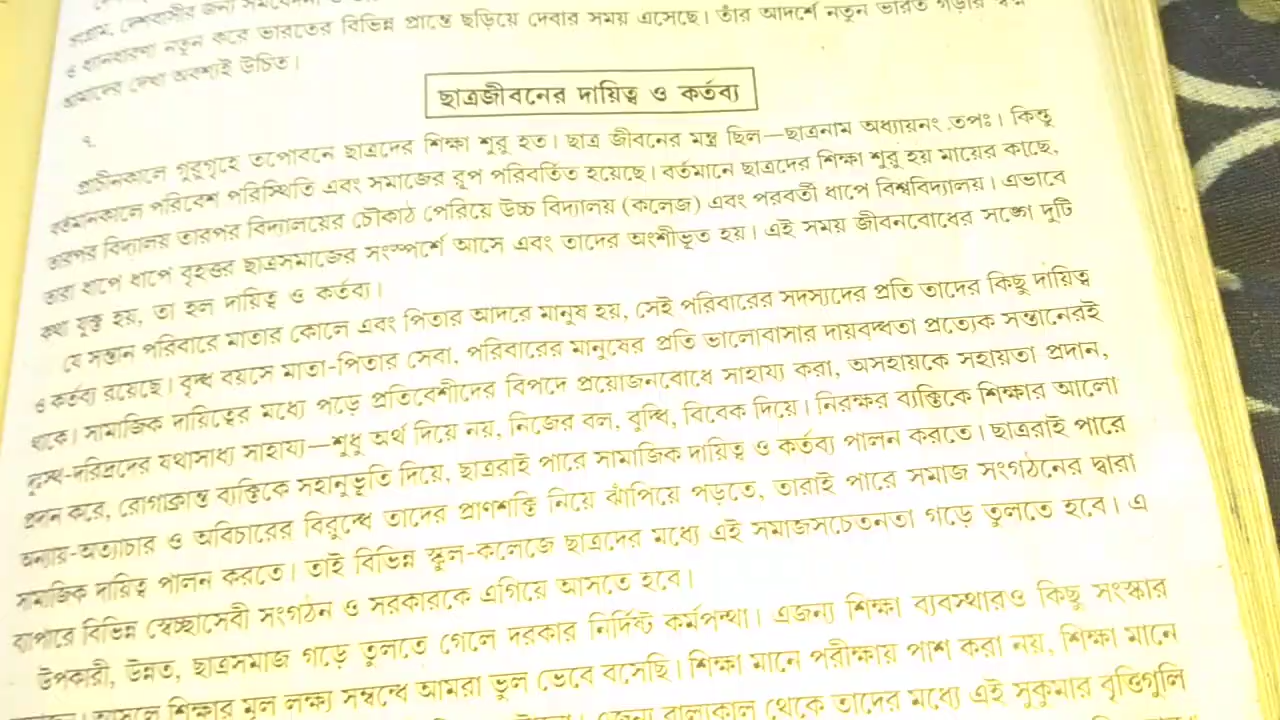 ও ধ্যানধারণা নতুন করে ভারতের বিভিন্ন প্রান্তে ছড়িয়ে দেবার সময় এসেছে। তাঁর আদর্শে নতুন ভারত গড়ার
আমাদের দেখা অবশ্যই উচিত।
ছাত্রজীবনের দায়িত্ব ও কর্তব্য
প্রাচীনকালে গুরুগৃহে তপোবনে ছাত্রদের শিক্ষা শুরু হত। ছাত্র জীবনের মন্ত্র ছিল—ছাত্রনাম অধ্যায়নং তপঃ। কিন্তু
বর্তমানকালে পরিবেশ পরিস্থিতি এবং সমাজের রূপ পরিবর্তিত হয়েছে। বর্তমানে ছাত্রদের শিক্ষা শুরু হয় মায়ের কাছে,
তারপর বিদ্যালয় তারপর বিদ্যালয়ের চৌকাঠ পেরিয়ে উচ্চ বিদ্যালয় (কলেজ) এবং পরবর্তী ধাপে বিশ্ববিদ্যালয়। এভাবে
তারা ধাপে ধাপে বৃহত্তর ছাত্রসমাজের সংস্পর্শে আসে এবং তাদের অংশীভূত হয়। এই সময় জীবনবোধের সঙ্গে দুটি
কথা যুক্ত হয়, তা হল দায়িত্ব ও কর্তব্য।
যে সন্তান পরিবারে মাতার কোলে এবং পিতার আদরে মানুষ হয়, সেই পরিবারের সদস্যদের প্রতি তাদের কিছু দায়িত্ব
ও কর্তব্য রয়েছে। বৃদ্ধ বয়সে মাতা-পিতার সেবা, পরিবারের মানুষের প্রতি ভালোবাসার দায়বদ্ধতা প্রত্যেক সন্তানেরই
থাকে। সামাজিক দায়িত্বের মধ্যে পড়ে প্রতিবেশীদের বিপদে প্রয়োজনবোধে সাহায্য করা, অসহায়কে সহায়তা প্রদান,
দুঃস্থ-দরিদ্রদের যথাসাধ্য সাহায্য—শুধু অর্থ দিয়ে নয়, নিজের বল, বুদ্ধি, বিবেক দিয়ে। নিরক্ষর ব্যক্তিকে শিক্ষার আলো
প্রদান করে, রোগাক্রান্ত ব্যক্তিকে সহানুভূতি দিয়ে, ছাত্ররাই পারে সামাজিক দায়িত্ব ও কর্তব্য পালন করতে। ছাত্ররাই পারে
অন্যায়-অত্যাচার ও অবিচারের বিরুদ্ধে তাদের প্রাণশক্তি নিয়ে ঝাঁপিয়ে পড়তে, তারাই পারে সমাজ সংগঠনের দ্বারা
সামাজিক দায়িত্ব পালন করতে। তাই বিভিন্ন স্কুল-কলেজে ছাত্রদের মধ্যে এই সমাজসচেতনতা গড়ে তুলতে হবে। এ
ব্যাপারে বিভিন্ন স্বেচ্ছাসেবী সংগঠন ও সরকারকে এগিয়ে আসতে হবে।
উপকারী, উন্নত, ছাত্রসমাজ গড়ে তুলতে গেলে দরকার নির্দিষ্ট কর্মপন্থা। এজন্য শিক্ষা ব্যবস্থারও কিছু সংস্কার
শিক্ষার মূল লক্ষ্য সম্বন্ধে আমরা ভুল ভেবে বসেছি। শিক্ষা মানে পরীক্ষায় পাশ করা নয়, শিক্ষা মানে
বাল্যকাল থেকে তাদের মধ্যে এই সুকুমার বৃত্তিগুলি